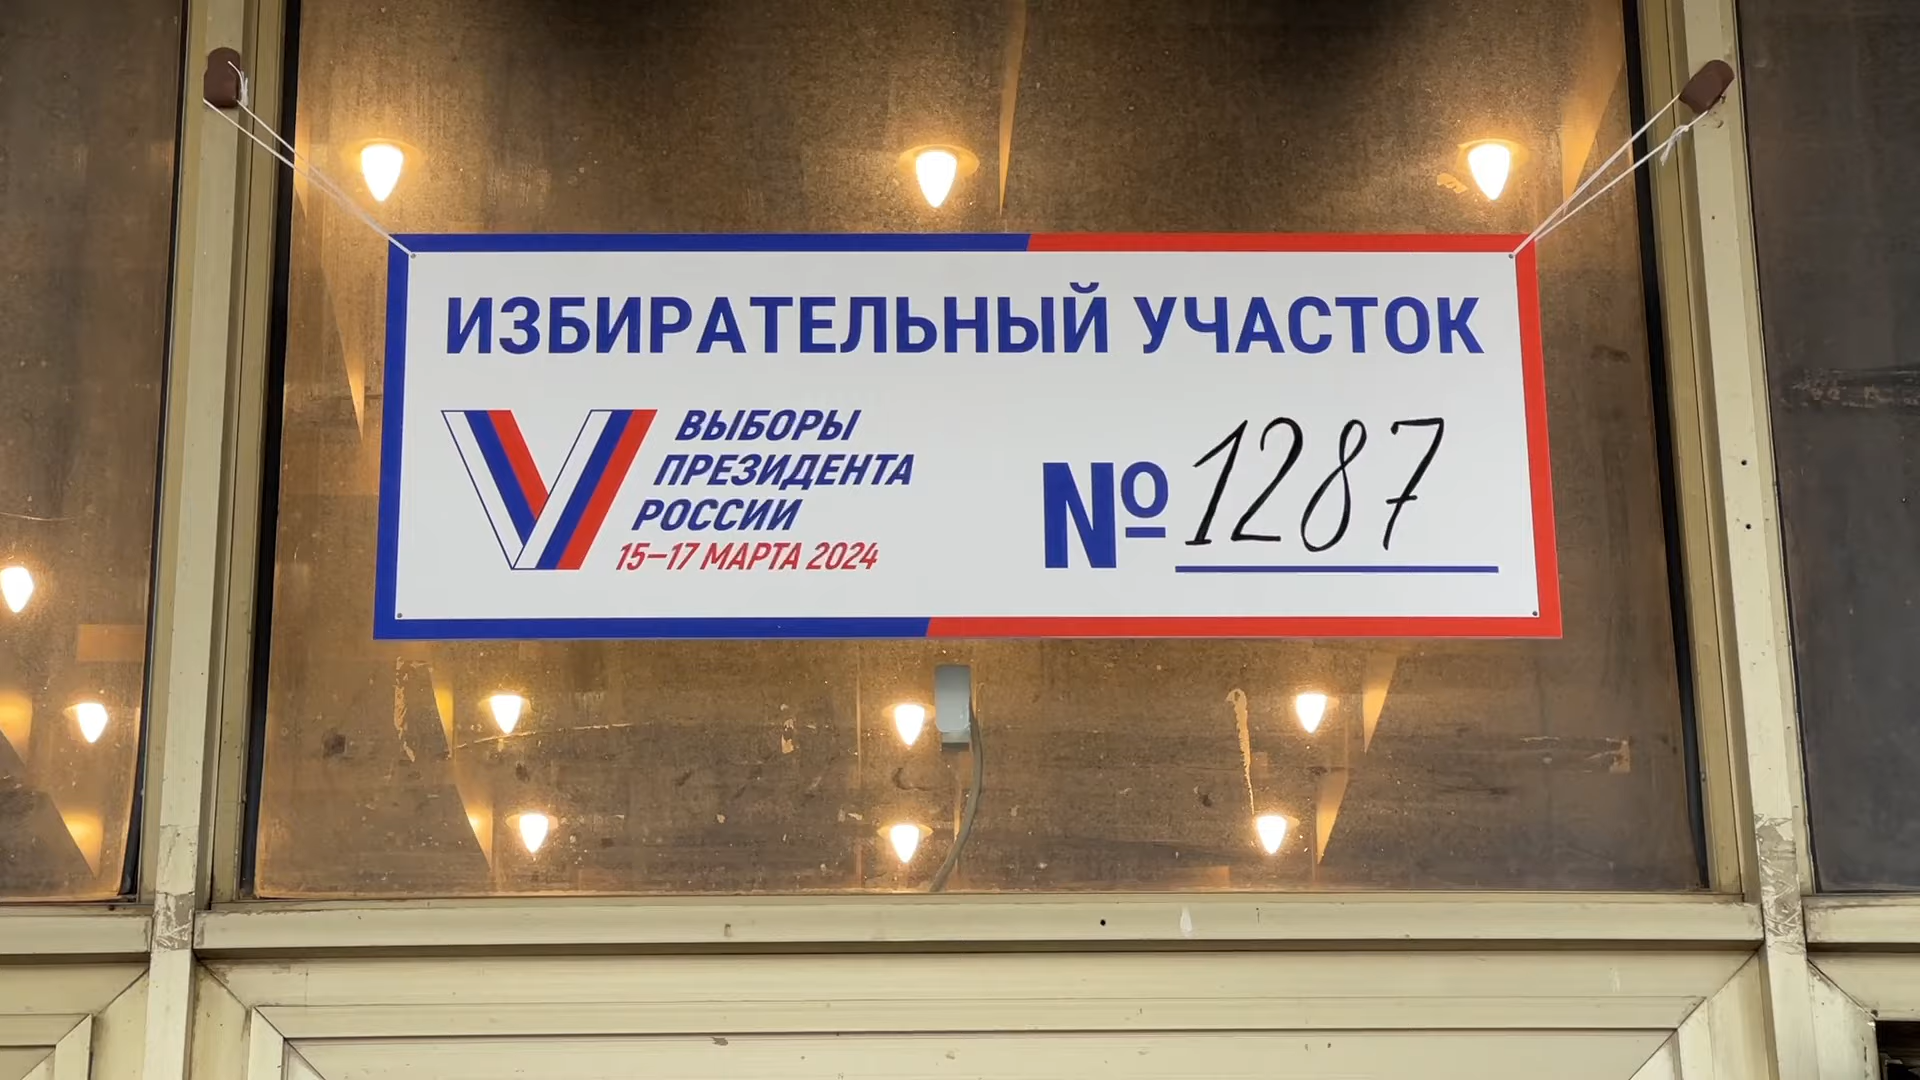 ИЗБИРАТЕЛЬНЫЙ УЧАСТОК
ВЫБОРЫ
ПРЕЗИДЕНТА
РОССИИ
15–17 МАРТА 2024
№ 1287